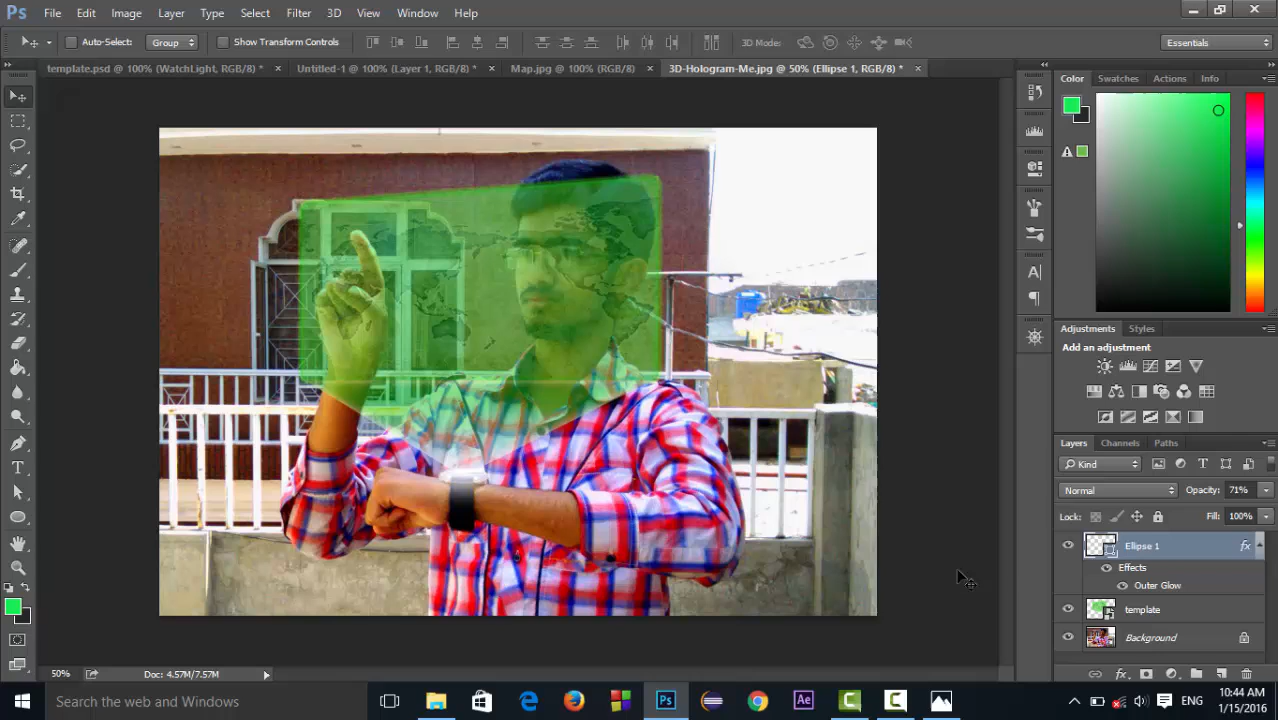 Ps File Edit Image Layer Type Select Filter 3D View Window Help
Auto-Select: Group Show Transform Controls 3D Mode: Essentials
template.psd @ 100% (WatchLight, RGB/8) * × Untitled-1 @ 100% (Layer 1, RGB/8) * × Map.jpg @ 100% (RGB/8) × 3D-Hologram-Me.jpg @ 50% (Ellipse 1, RGB/8) * ×
Color Swatches Actions Info
Adjustments Styles
Add an adjustment
Layers Channels Paths
Kind
Normal Opacity: 71%
Lock: Fill: 100%
Ellipse 1 fx
Effects
Outer Glow
template
Background
50% Doc: 4.57M/7.57M
Search the web and Windows
ENG
10:44 AM
1/15/2016